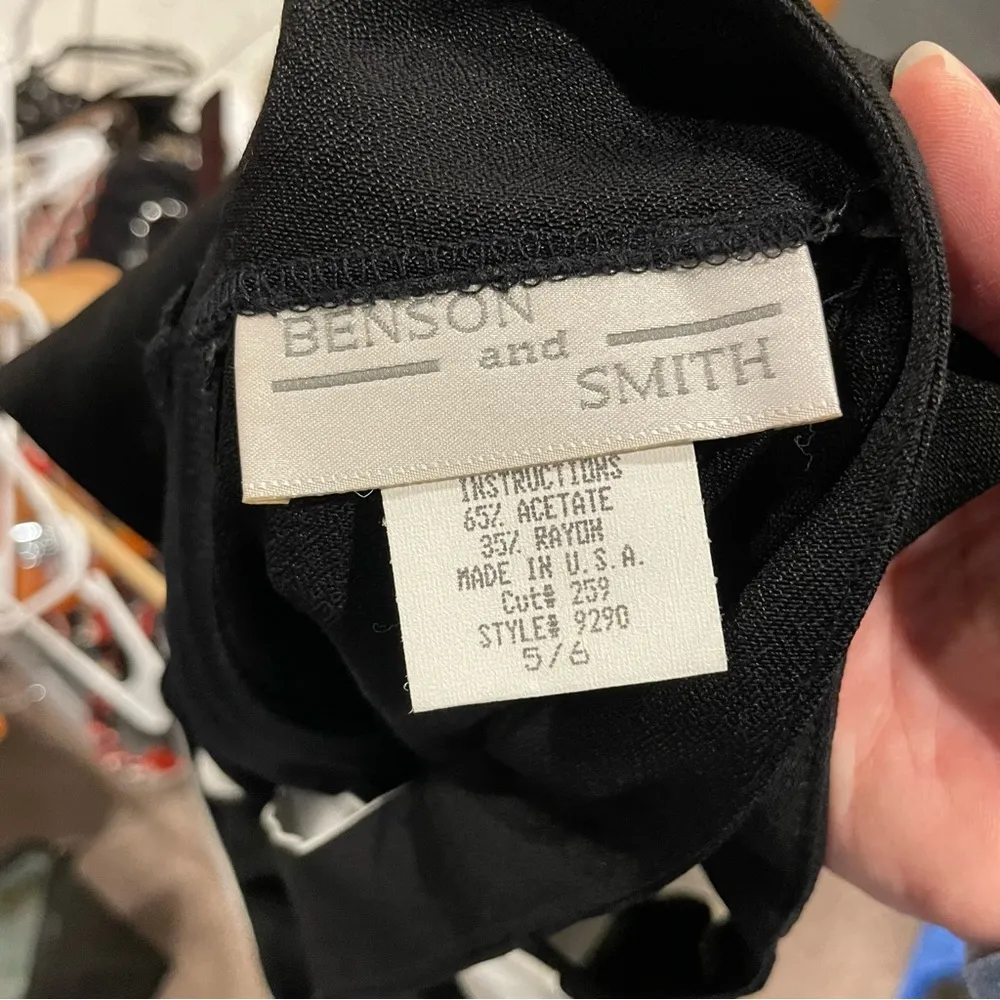 BENSON
and
SMITH
INSTRUCTIONS
65% ACETATE
35% RAYON
MADE IN U.S.A.
Cut# 259
STYLE# 9290
5/6